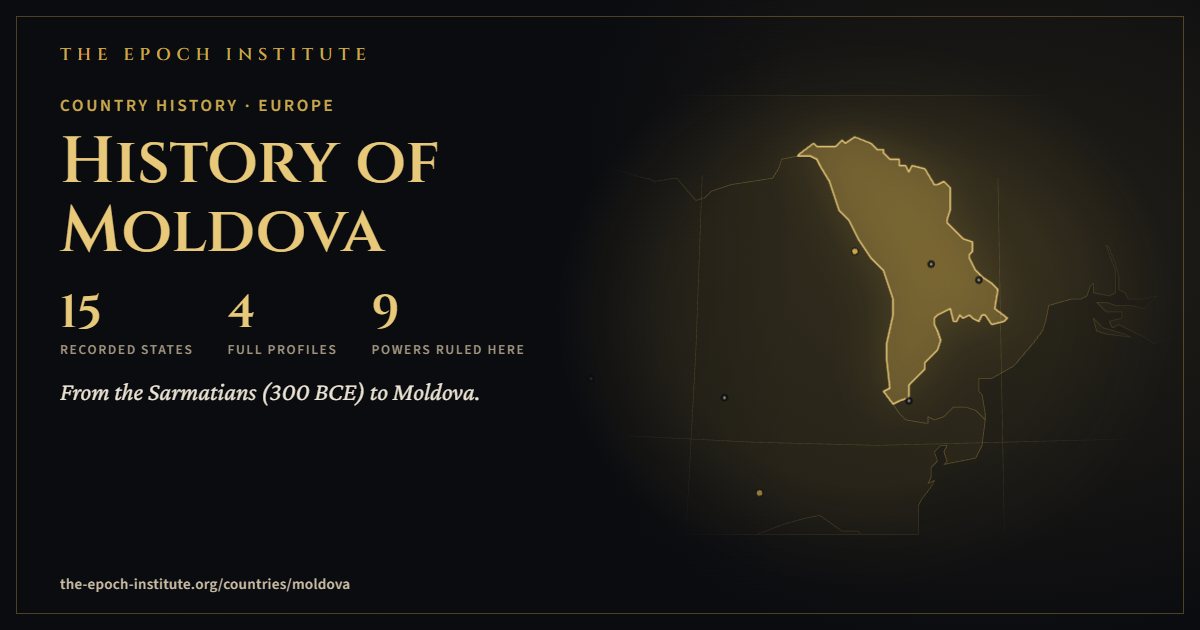 THE EPOCH INSTITUTE
COUNTRY HISTORY · EUROPE
History of
Moldova
15 4 9
RECORDED STATES FULL PROFILES POWERS RULED HERE
From the Sarmatians (300 BCE) to Moldova.
the-epoch-institute.org/countries/moldova